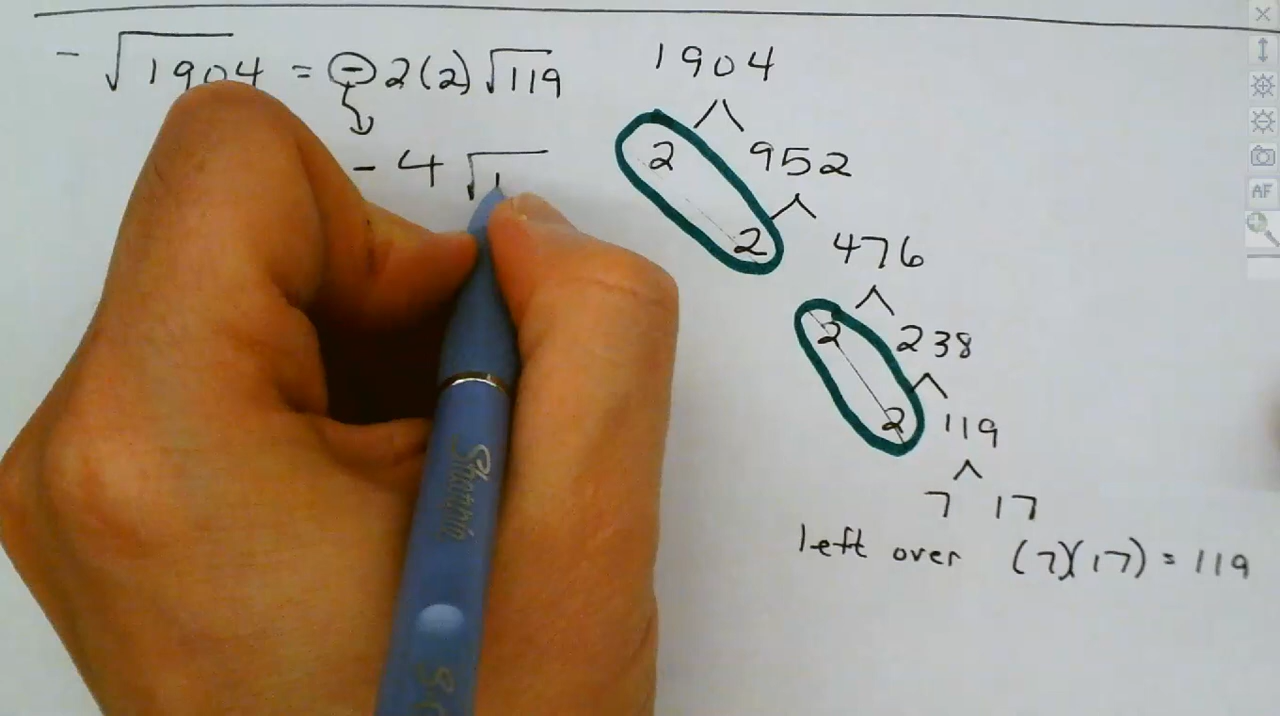 - √1904 = - 2(2) √119
- 4 √1
1904
2 952
2 476
2 238
2 119
7 17
left over (7)(17) = 119
Sharpie
S
AF